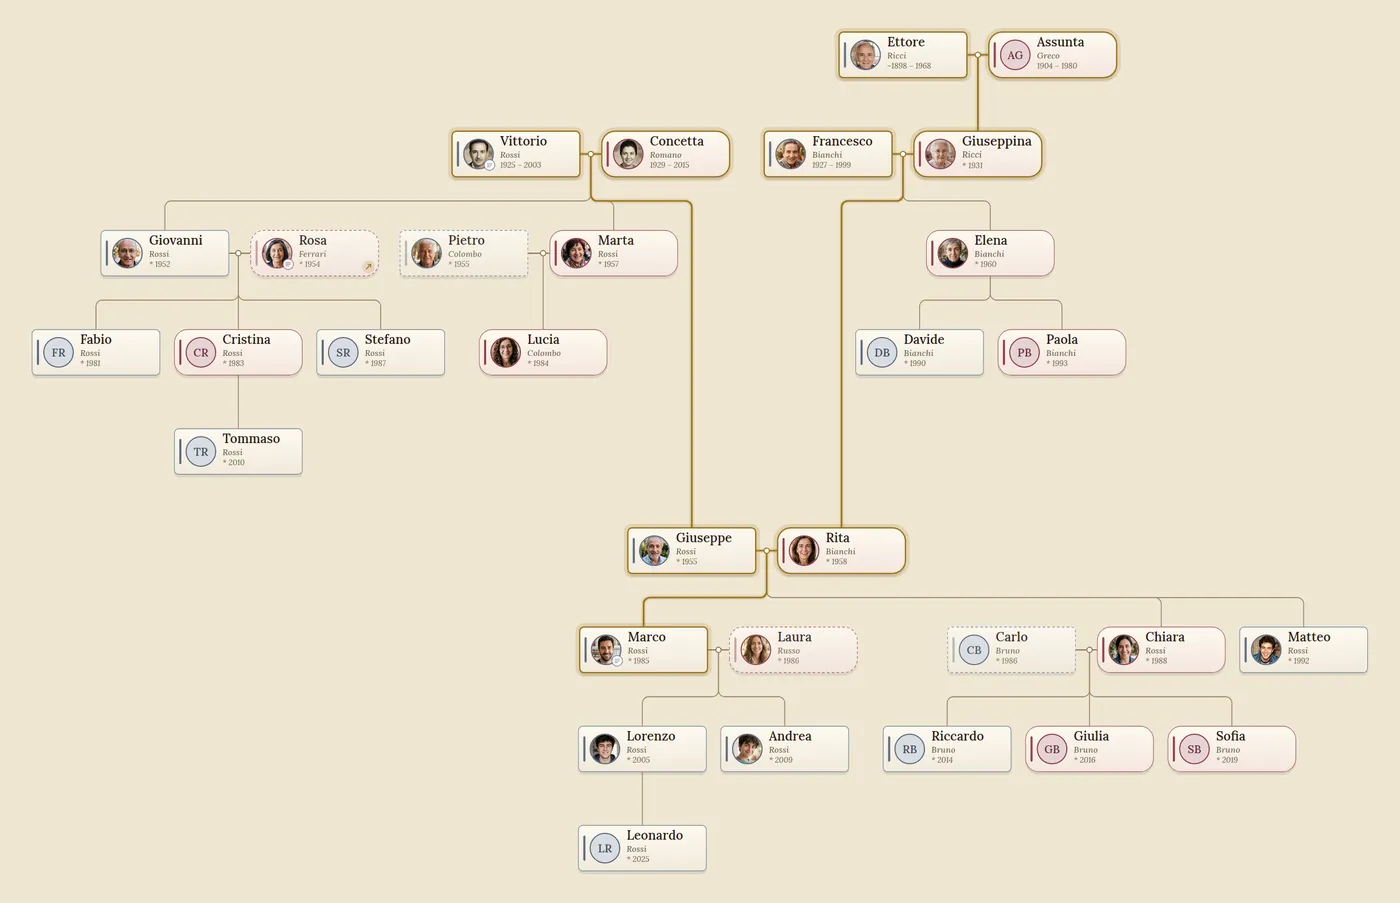 Ettore
Ricci
~1898 – 1968
AG
Assunta
Greco
1904 – 1980
Vittorio
Rossi
1925 – 2003
Concetta
Romano
1929 – 2015
Francesco
Bianchi
1927 – 1999
Giuseppina
Ricci
* 1931
Giovanni
Rossi
* 1952
Rosa
Ferrari
* 1954
Pietro
Colombo
* 1955
Marta
Rossi
* 1957
Elena
Bianchi
* 1960
FR
Fabio
Rossi
* 1981
CR
Cristina
Rossi
* 1983
SR
Stefano
Rossi
* 1987
Lucia
Colombo
* 1984
DB
Davide
Bianchi
* 1990
PB
Paola
Bianchi
* 1993
TR
Tommaso
Rossi
* 2010
Giuseppe
Rossi
* 1955
Rita
Bianchi
* 1958
Marco
Rossi
* 1985
Laura
Russo
* 1986
CB
Carlo
Bruno
* 1986
Chiara
Rossi
* 1988
Matteo
Rossi
* 1992
Lorenzo
Rossi
* 2005
Andrea
Rossi
* 2009
RB
Riccardo
Bruno
* 2014
GB
Giulia
Bruno
* 2016
SB
Sofia
Bruno
* 2019
LR
Leonardo
Rossi
* 2025